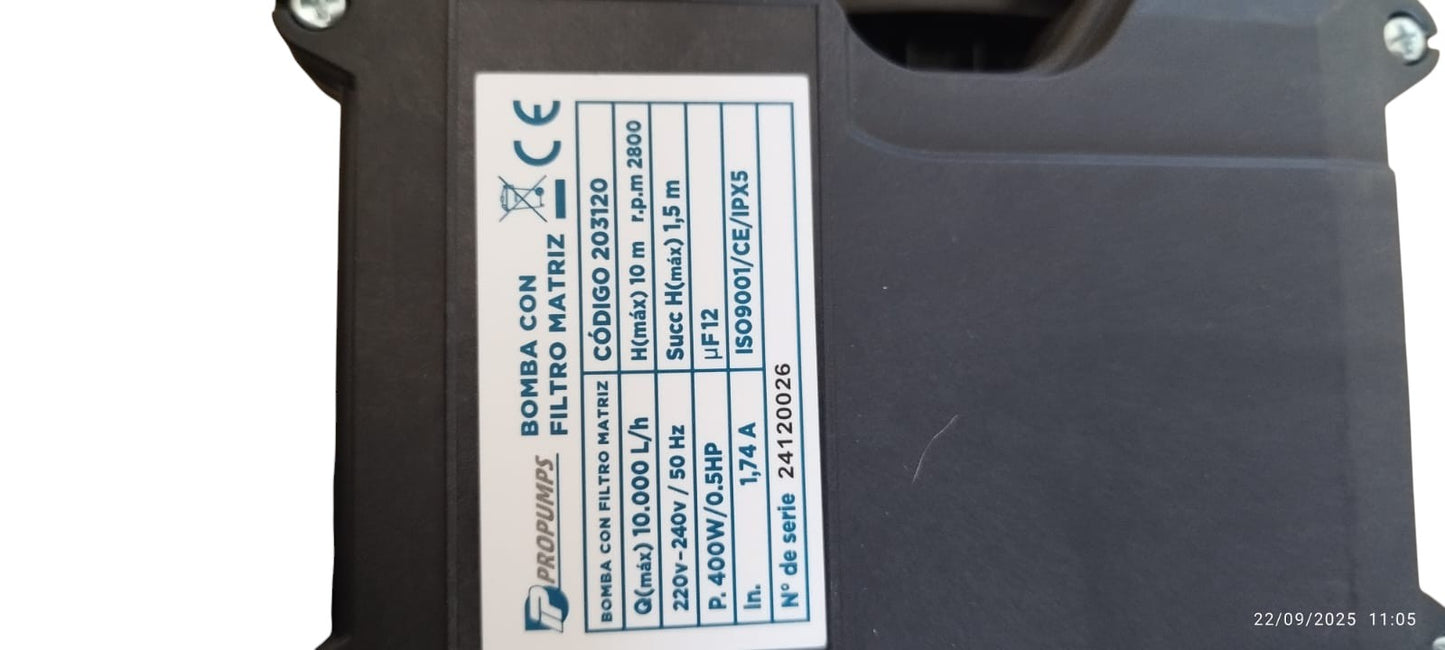 PROPUMPS
BOMBA CON
FILTRO MATRIZ
CE
BOMBA CON FILTRO MATRIZ CÓDIGO 203120
Q(máx) 10.000 L/h H(máx) 10 m r.p.m 2800
220v-240v / 50 Hz Succ H(máx) 1,5 m
P. 400W/0.5HP µF12
In. 1,74 A ISO9001/CE/IPX5
N° de serie 24120026
22/09/2025 11:05